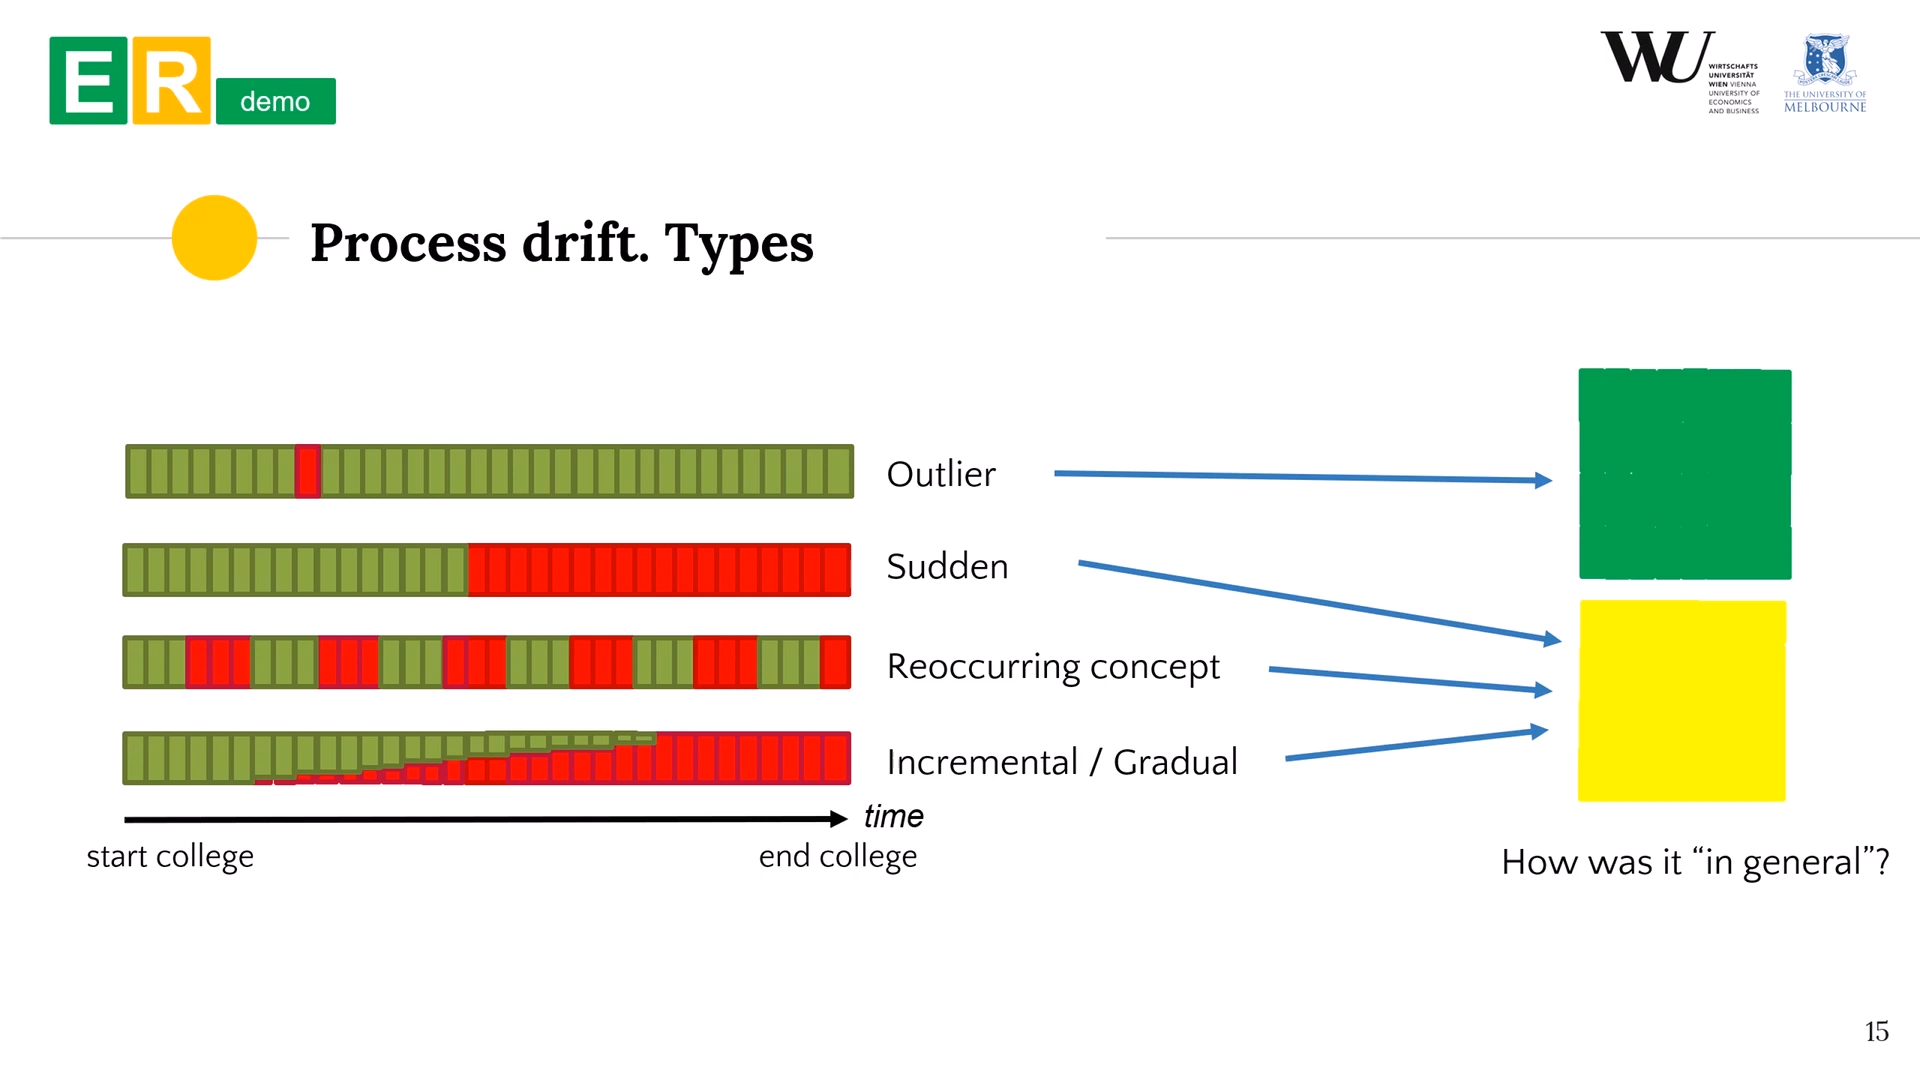 ER demo
WU
WIRTSCHAFTS
UNIVERSITÄT
WIEN VIENNA
UNIVERSITY OF
ECONOMICS
AND BUSINESS
THE UNIVERSITY OF
MELBOURNE
Process drift. Types
Outlier
Sudden
Reoccurring concept
Incremental / Gradual
time
start college
end college
How was it “in general”?
15